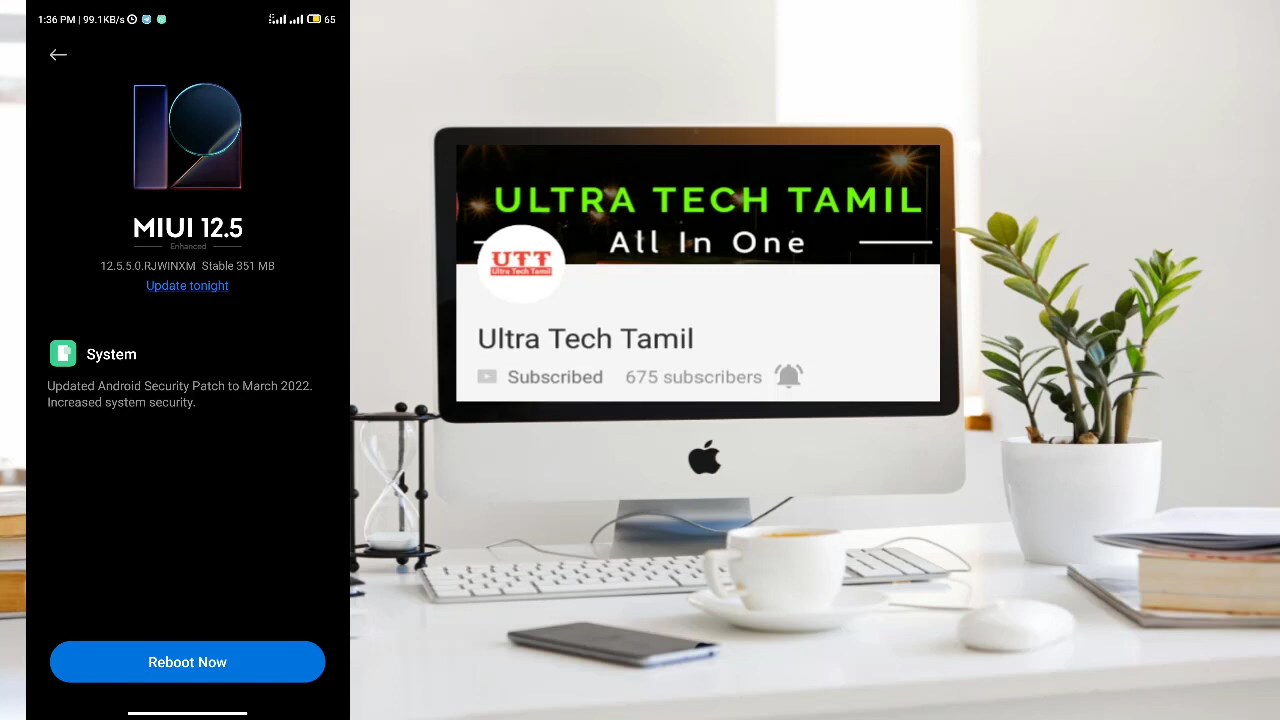 1:36 PM | 99.1KB/s
65
MIUI 12.5
Enhanced
12.5.5.0.RJWINXM Stable 351 MB
Update tonight
System
Updated Android Security Patch to March 2022.
Increased system security.
Reboot Now
ULTRA TECH TAMIL
All In One
UTT
Ultra Tech Tamil
Ultra Tech Tamil
Subscribed 675 subscribers